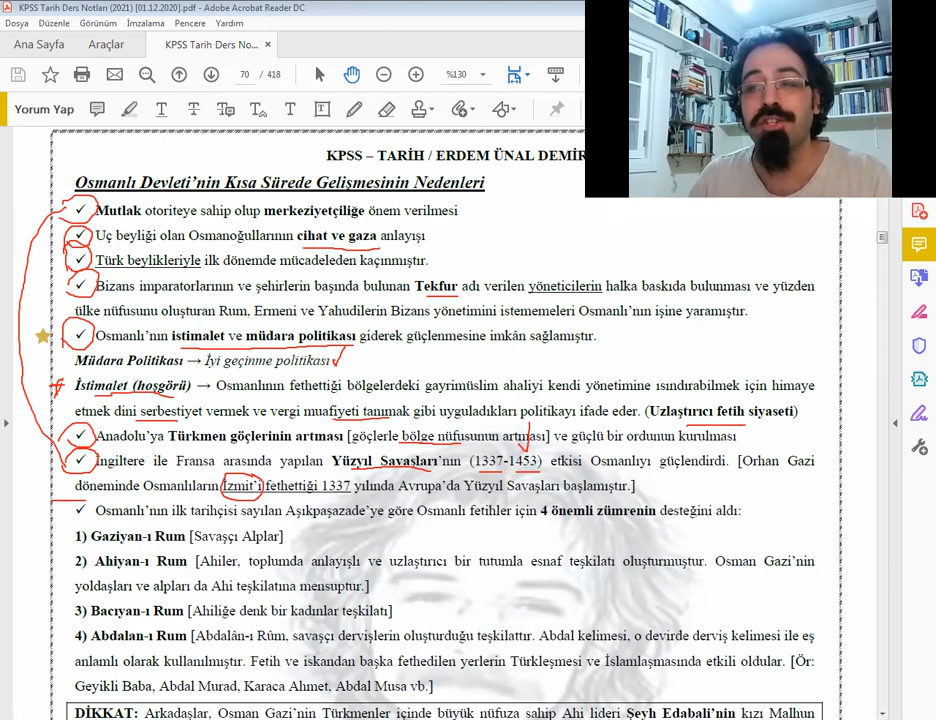 KPSS Tarih Ders Notları (2021) [01.12.2020].pdf - Adobe Acrobat Reader DC
Dosya Düzenle Görünüm İmzalama Pencere Yardım
Ana Sayfa Araçlar KPSS Tarih Ders No... ×
70 / 418 %130
Yorum Yap
KPSS – TARİH / ERDEM ÜNAL DEMİR
Osmanlı Devleti’nin Kısa Sürede Gelişmesinin Nedenleri
✓ Mutlak otoriteye sahip olup merkeziyetçiliğe önem verilmesi
✓ Uç beyliği olan Osmanoğullarının cihat ve gaza anlayışı
✓ Türk beylikleriyle ilk dönemde mücadeleden kaçınmıştır.
✓ Bizans imparatorlarının ve şehirlerin başında bulunan Tekfur adı verilen yöneticilerin halka baskıda bulunması ve yüzden
ülke nüfusunu oluşturan Rum, Ermeni ve Yahudilerin Bizans yönetimini istememeleri Osmanlı’nın işine yaramıştır.
✓ Osmanlı’nın istimalet ve müdara politikası giderek güçlenmesine imkân sağlamıştır.
Müdara Politikası → İyi geçinme politikası
İstimalet (hoşgörü) → Osmanlının fethettiği bölgelerdeki gayrimüslim ahaliyi kendi yönetimine ısındırabilmek için himaye
etmek dini serbestiyet vermek ve vergi muafiyeti tanımak gibi uyguladıkları politikayı ifade eder. (Uzlaştırıcı fetih siyaseti)
✓ Anadolu’ya Türkmen göçlerinin artması [göçlerle bölge nüfusunun artması] ve güçlü bir ordunun kurulması
✓ İngiltere ile Fransa arasında yapılan Yüzyıl Savaşları’nın (1337-1453) etkisi Osmanlıyı güçlendirdi. [Orhan Gazi
döneminde Osmanlıların İzmit’i fethettiği 1337 yılında Avrupa’da Yüzyıl Savaşları başlamıştır.]
✓ Osmanlı’nın ilk tarihçisi sayılan Aşıkpaşazade’ye göre Osmanlı fetihler için 4 önemli zümrenin desteğini aldı:
1) Gaziyan-ı Rum [Savaşçı Alplar]
2) Ahiyan-ı Rum [Ahiler, toplumda anlayışlı ve uzlaştırıcı bir tutumla esnaf teşkilatı oluşturmuştur. Osman Gazi’nin
yoldaşları ve alpları da Ahi teşkilatına mensuptur.]
3) Bacıyan-ı Rum [Ahiliğe denk bir kadınlar teşkilatı]
4) Abdalan-ı Rum [Abdalân-ı Rûm, savaşçı dervişlerin oluşturduğu teşkilattır. Abdal kelimesi, o devirde derviş kelimesi ile eş
anlamlı olarak kullanılmıştır. Fetih ve iskandan başka fethedilen yerlerin Türkleşmesi ve İslamlaşmasında etkili oldular. [Ör:
Geyikli Baba, Abdal Murad, Karaca Ahmet, Abdal Musa vb.]
DİKKAT: Arkadaşlar, Osman Gazi’nin Türkmenler içinde büyük nüfuza sahip Ahi lideri Şeyh Edabali’nin kızı Malhun